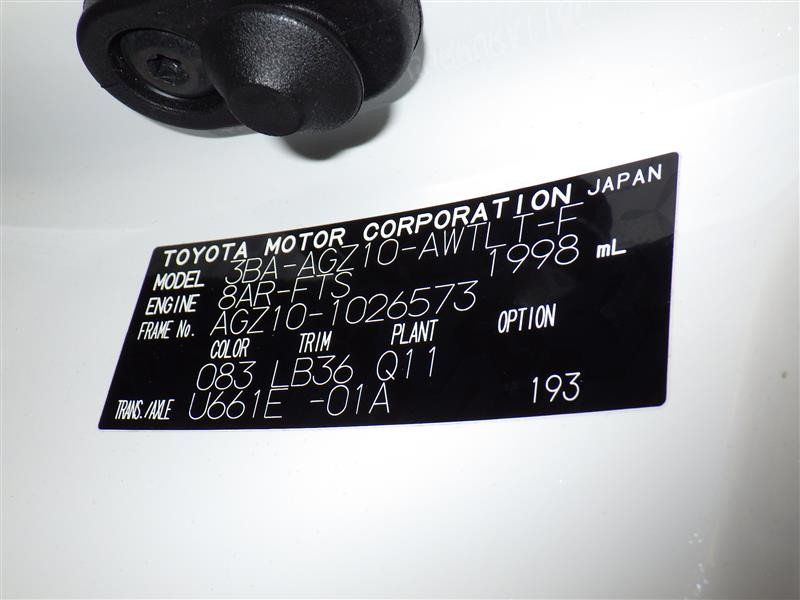 TOYOTA MOTOR CORPORATION JAPAN
MODEL 3BA-AGZ10-AWTLT-F
ENGINE 8AR-FTS 1998 mL
FRAME No. AGZ10-1026573
COLOR TRIM PLANT OPTION
083 LB36 Q11
TRANS./AXLE U661E -01A 193